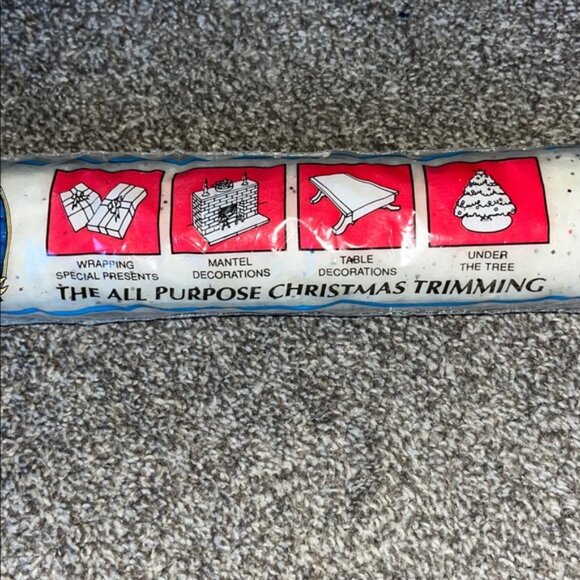 WRAPPING
SPECIAL PRESENTS
MANTEL
DECORATIONS
TABLE
DECORATIONS
UNDER
THE TREE
THE ALL PURPOSE CHRISTMAS TRIMMING